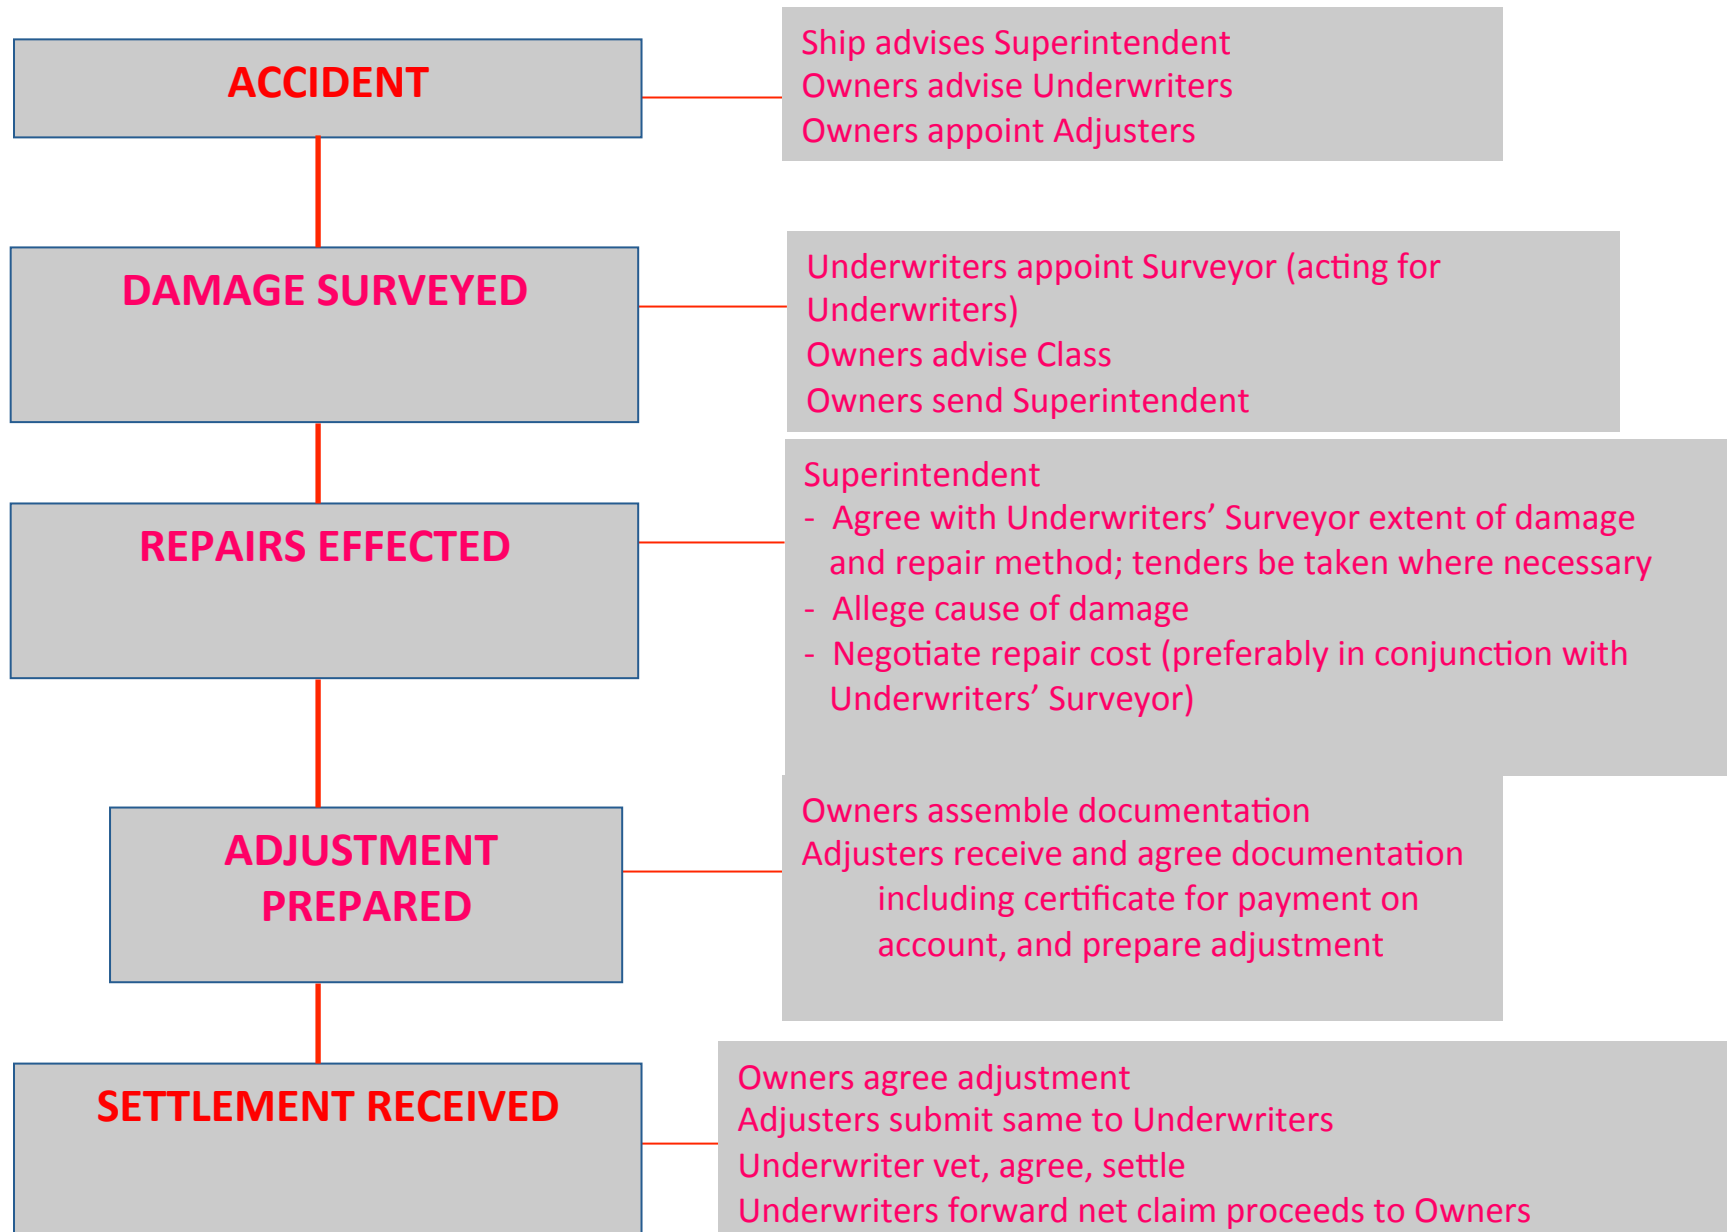 ACCIDENT
Ship advises Superintendent
Owners advise Underwriters
Owners appoint Adjusters
DAMAGE SURVEYED
Underwriters appoint Surveyor (acting for
Underwriters)
Owners advise Class
Owners send Superintendent
REPAIRS EFFECTED
Superintendent
- Agree with Underwriters’ Surveyor extent of damage
and repair method; tenders be taken where necessary
- Allege cause of damage
- Negotiate repair cost (preferably in conjunction with
Underwriters’ Surveyor)
ADJUSTMENT
PREPARED
Owners assemble documentation
Adjusters receive and agree documentation
including certificate for payment on
account, and prepare adjustment
SETTLEMENT RECEIVED
Owners agree adjustment
Adjusters submit same to Underwriters
Underwriter vet, agree, settle
Underwriters forward net claim proceeds to Owners